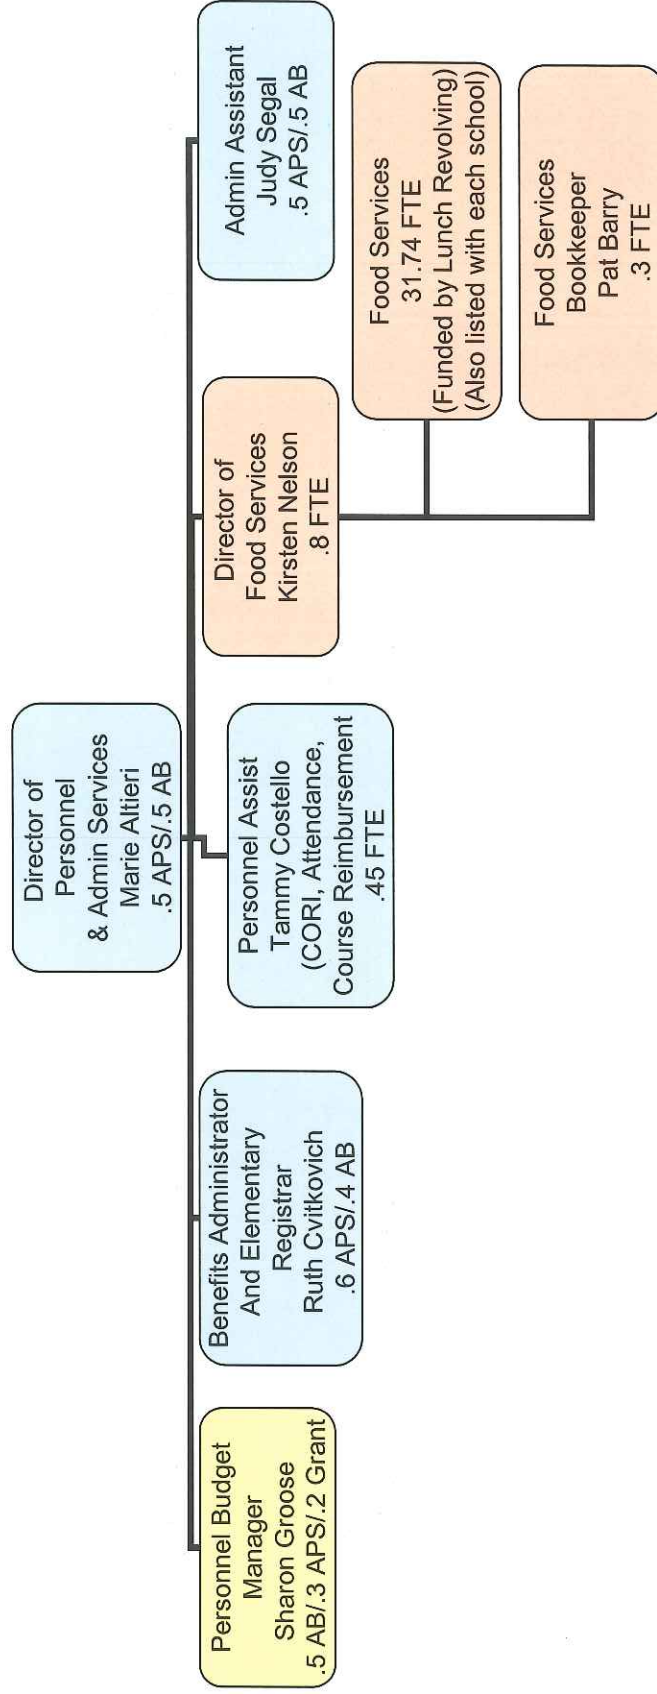 Director of
Personnel
& Admin Services
Marie Altieri
.5 APS/.5 AB
Personnel Budget
Manager
Sharon Groose
.5 AB/.3 APS/.2 Grant
Benefits Administrator
And Elementary
Registrar
Ruth Cvitkovich
.6 APS/.4 AB
Personnel Assist
Tammy Costello
(CORI, Attendance,
Course Reimbursement
.45 FTE
Director of
Food Services
Kirsten Nelson
.8 FTE
Admin Assistant
Judy Segal
.5 APS/.5 AB
Food Services
31.74 FTE
(Funded by Lunch Revolving)
(Also listed with each school)
Food Services
Bookkeeper
Pat Barry
.3 FTE